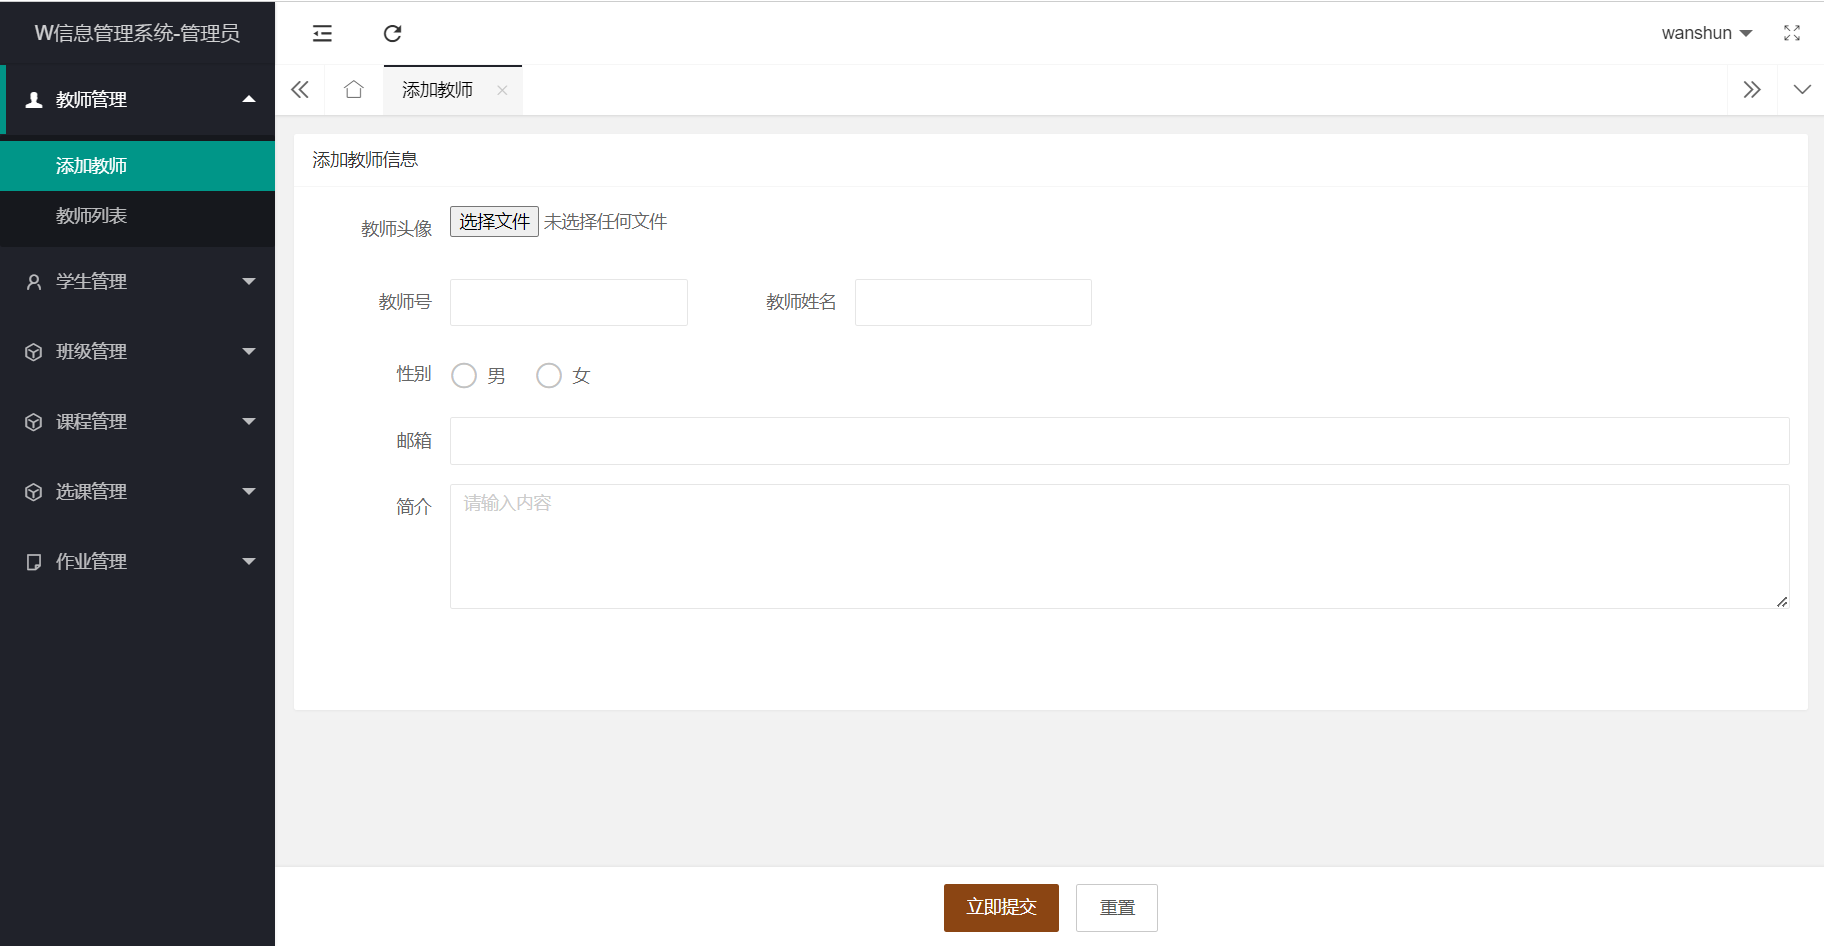 W信息管理系统-管理员
wanshun
教师管理
添加教师
教师列表
学生管理
班级管理
课程管理
选课管理
作业管理
添加教师
添加教师信息
教师头像 选择文件 未选择任何文件
教师号 教师姓名
性别 男 女
邮箱
简介 请输入内容
立即提交 重置